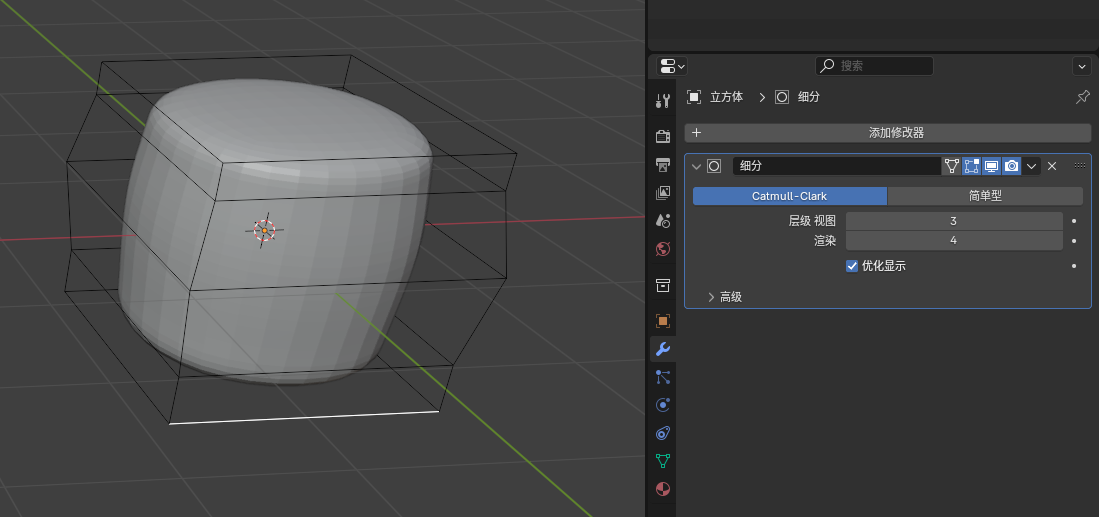 搜索
立方体 细分
添加修改器
细分
Catmull-Clark 简单型
层级 视图 3
渲染 4
优化显示
高级